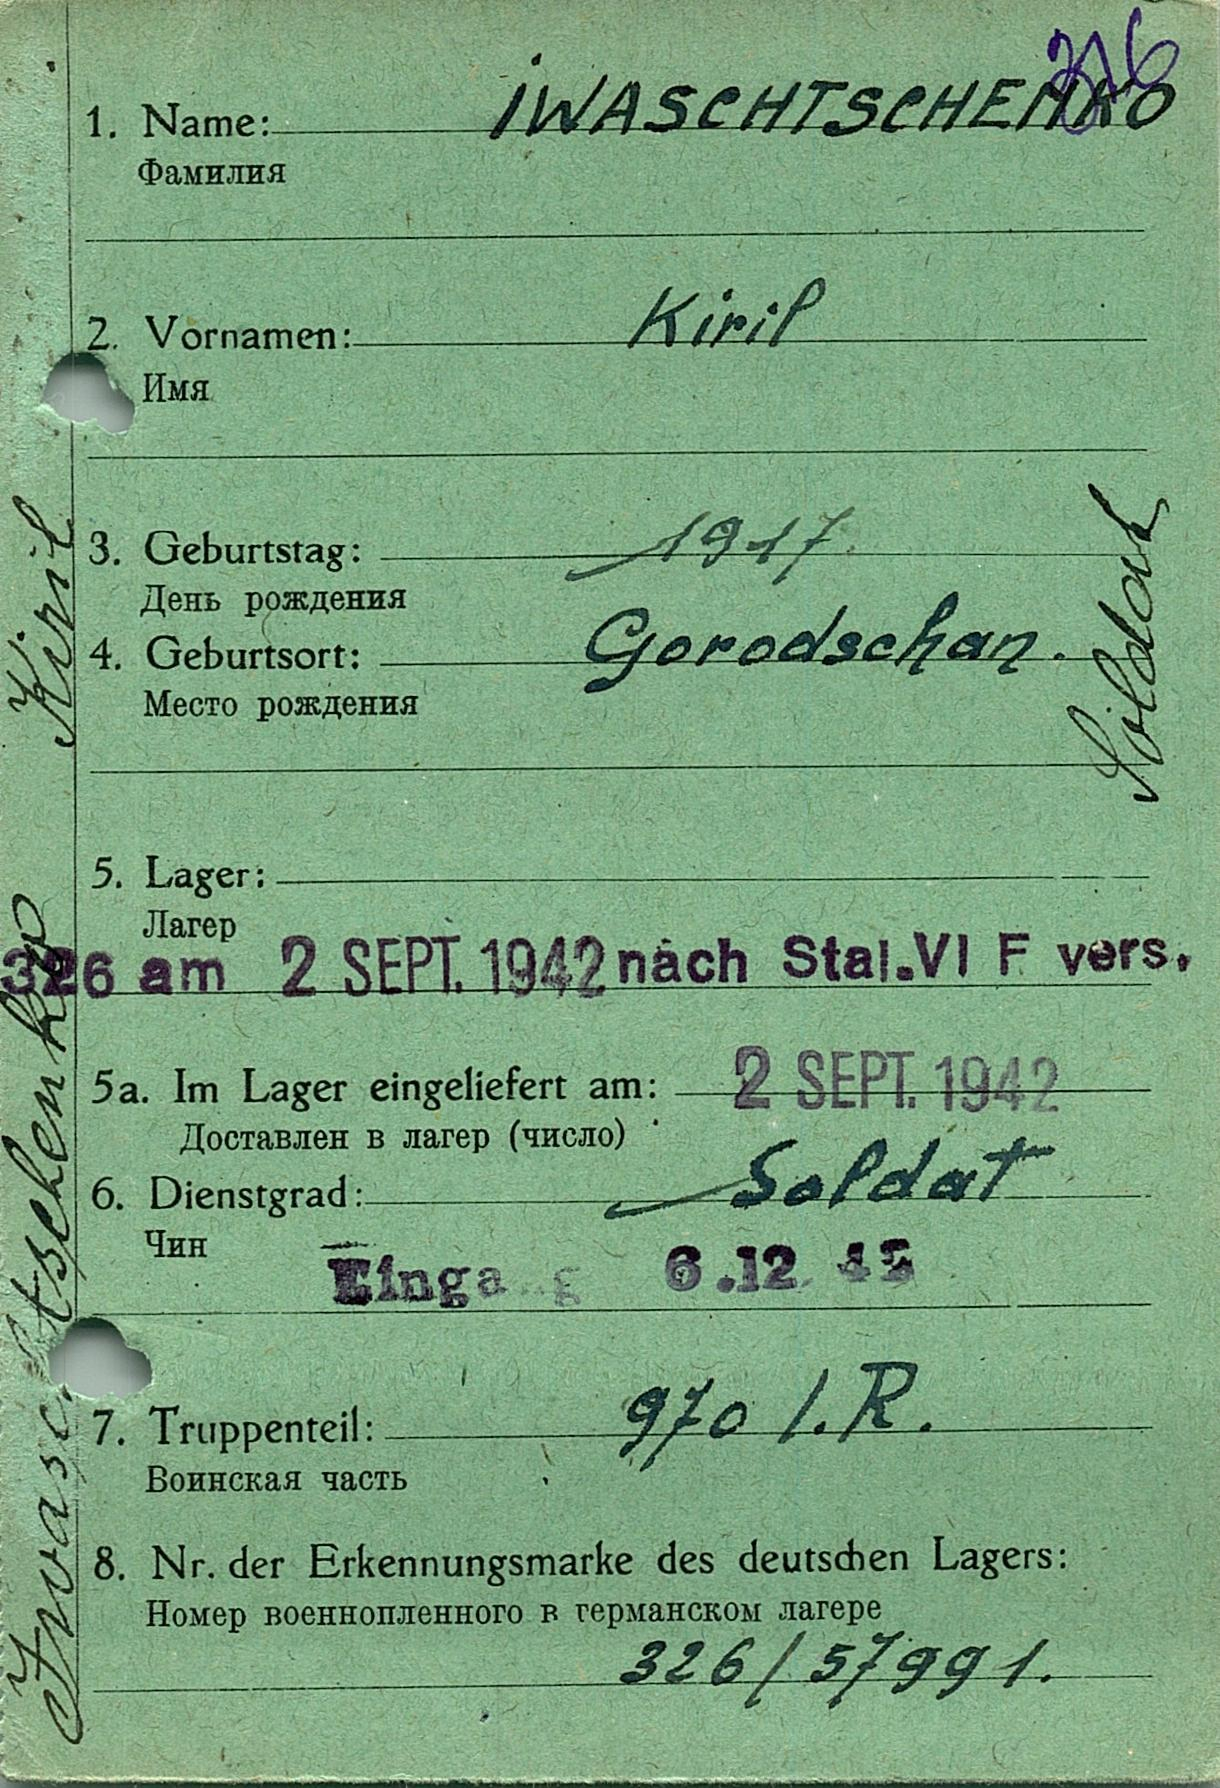 326
1. Name: IWASCHTSCHENKO
Фамилия
2. Vornamen: Kiril
Имя
3. Geburtstag: 1917
День рождения
4. Geburtsort: Gorodschan.
Место рождения
Soldat
5. Lager:
Лагер
326 am 2 SEPT. 1942 nach Stal.VI F vers.
5a. Im Lager eingeliefert am: 2 SEPT. 1942
Доставлен в лагер (число)
6. Dienstgrad: Soldat
Чин
Eingang 6.12
7. Truppenteil: 970 I.R.
Воинская часть
8. Nr. der Erkennungsmarke des deutschen Lagers:
Номер военнопленного в германском лагере
326/57991.
Iwaschtschenko Kiril